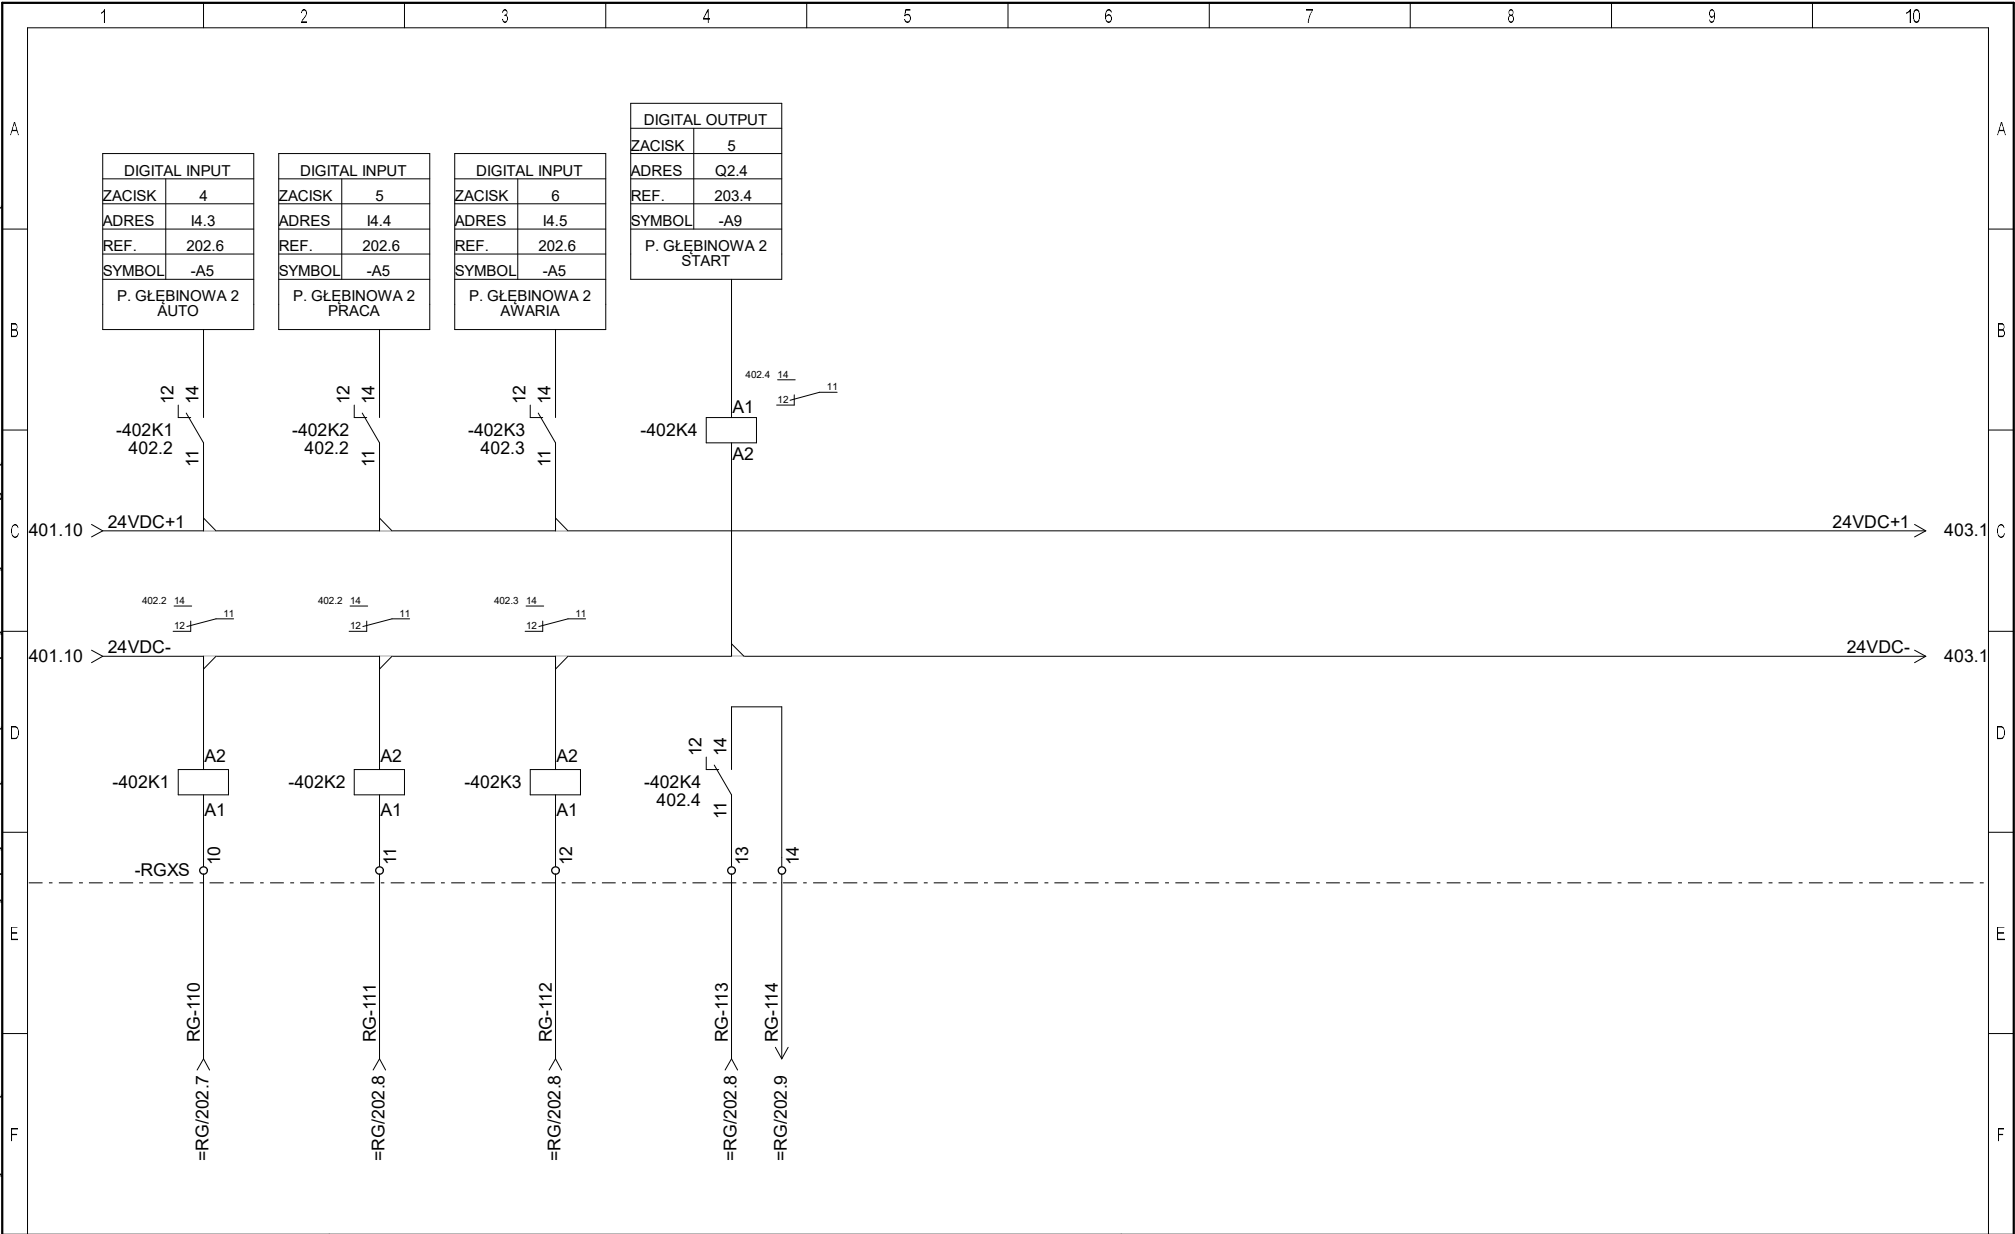 1 2 3 4 5 6 7 8 9 10
A A
DIGITAL OUTPUT
ZACISK 5
ADRES Q2.4
REF. 203.4
SYMBOL -A9
P. GŁĘBINOWA 2
START
DIGITAL INPUT
ZACISK 4
ADRES I4.3
REF. 202.6
SYMBOL -A5
P. GŁĘBINOWA 2
AUTO
DIGITAL INPUT
ZACISK 5
ADRES I4.4
REF. 202.6
SYMBOL -A5
P. GŁĘBINOWA 2
PRACA
DIGITAL INPUT
ZACISK 6
ADRES I4.5
REF. 202.6
SYMBOL -A5
P. GŁĘBINOWA 2
AWARIA
B B
12 14
-402K1
402.2
11
12 14
-402K2
402.2
11
12 14
-402K3
402.3
11
402.4 14
11
12
A1
-402K4
A2
C C
401.10 24VDC+1 24VDC+1 403.1
402.2 14
11
12
402.2 14
11
12
402.3 14
11
12
401.10 24VDC- 24VDC- 403.1
D D
A2
-402K1
A1
A2
-402K2
A1
A2
-402K3
A1
12 14
-402K4
402.4
11
-RGXS 10 11 12 13 14
E E
RG-110 RG-111 RG-112 RG-113 RG-114
=RG/202.7 =RG/202.8 =RG/202.8 =RG/202.8 =RG/202.9
F F